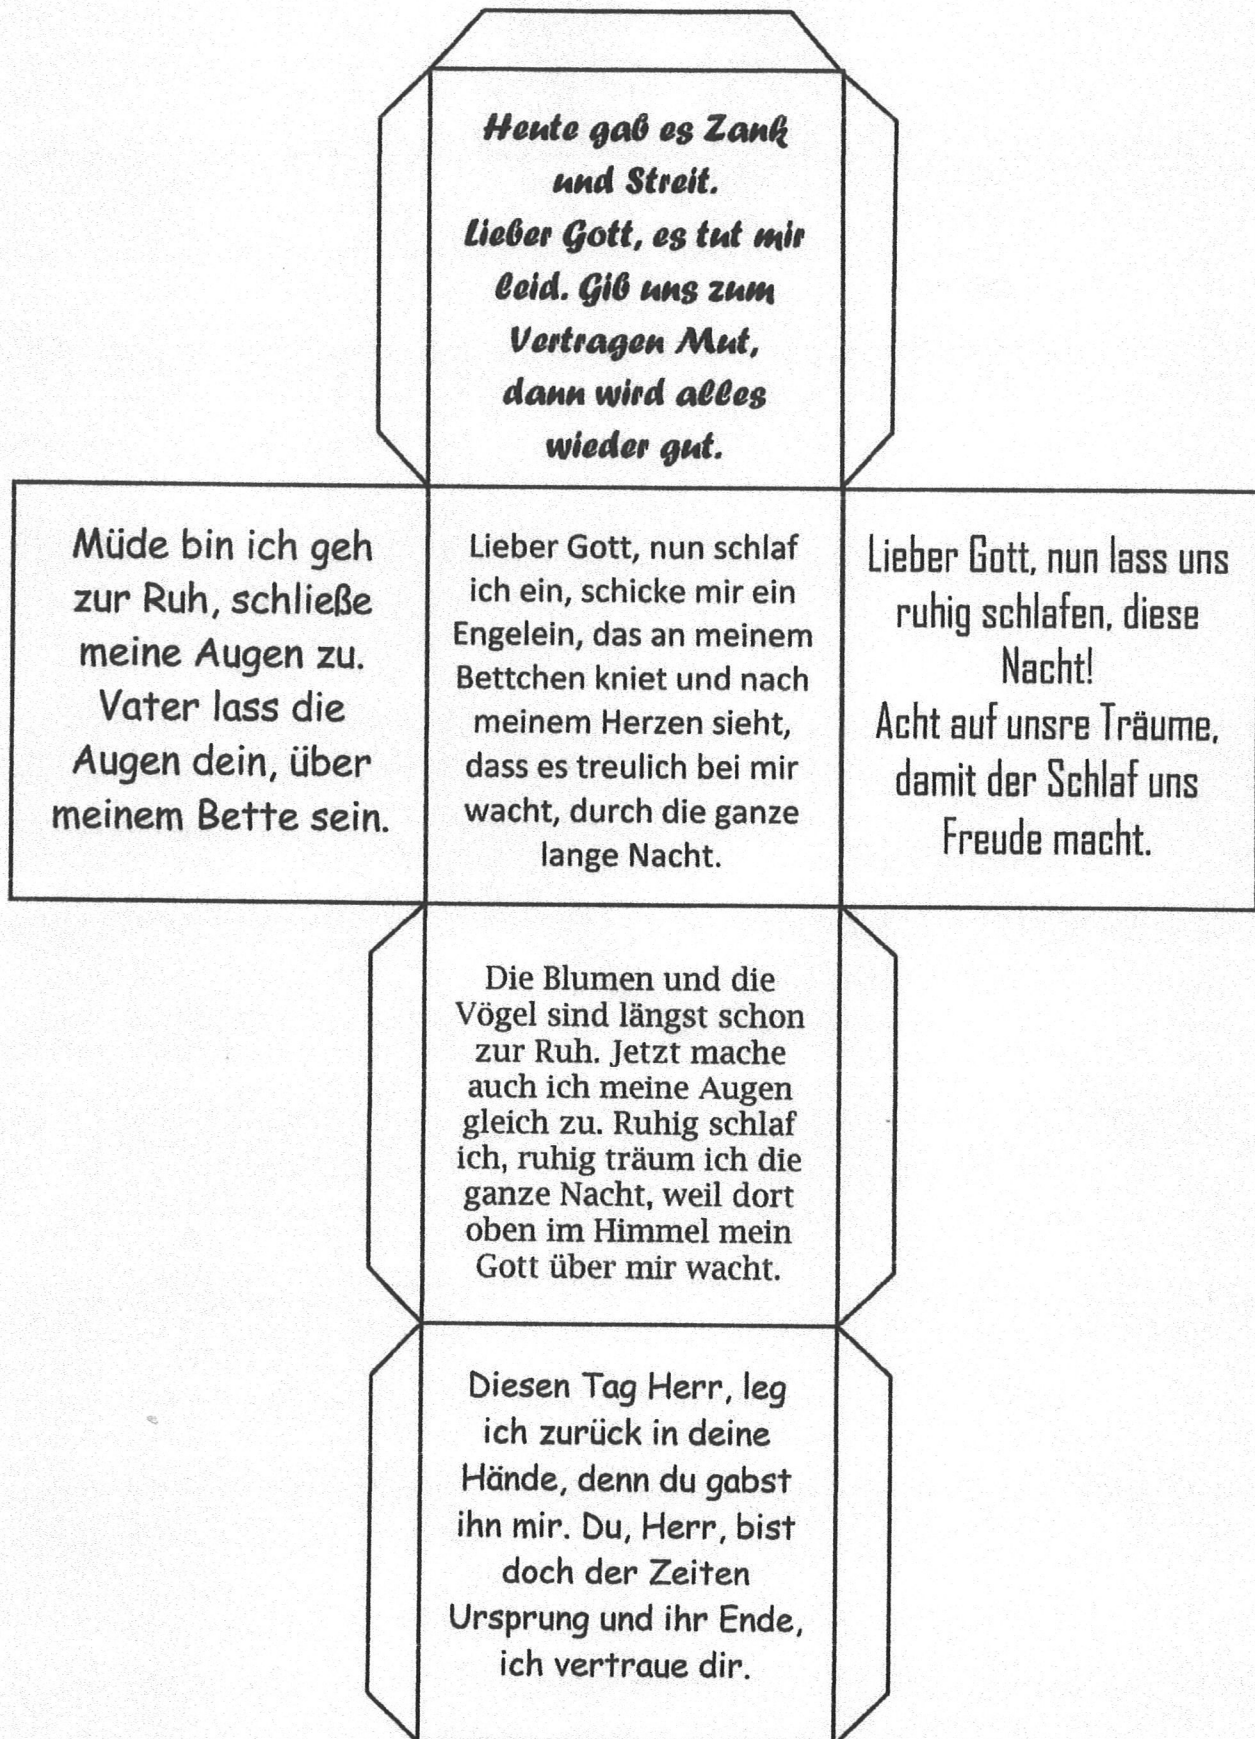 Heute gab es Zank
und Streit.
Lieber Gott, es tut mir
leid. Gib uns zum
Vertragen Mut,
dann wird alles
wieder gut.
Müde bin ich geh
zur Ruh, schließe
meine Augen zu.
Vater lass die
Augen dein, über
meinem Bette sein.
Lieber Gott, nun schlaf
ich ein, schicke mir ein
Engelein, das an meinem
Bettchen kniet und nach
meinem Herzen sieht,
dass es treulich bei mir
wacht, durch die ganze
lange Nacht.
Lieber Gott, nun lass uns
ruhig schlafen, diese
Nacht!
Acht auf unsre Träume,
damit der Schlaf uns
Freude macht.
Die Blumen und die
Vögel sind längst schon
zur Ruh. Jetzt mache
auch ich meine Augen
gleich zu. Ruhig schlaf
ich, ruhig träum ich die
ganze Nacht, weil dort
oben im Himmel mein
Gott über mir wacht.
Diesen Tag Herr, leg
ich zurück in deine
Hände, denn du gabst
ihn mir. Du, Herr, bist
doch der Zeiten
Ursprung und ihr Ende,
ich vertraue dir.